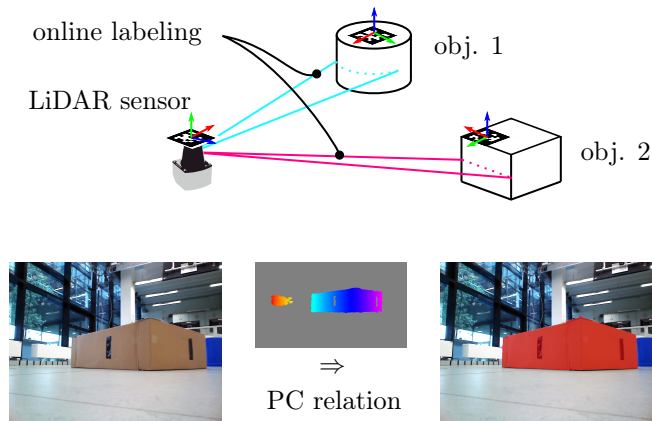 online labeling
obj. 1
LiDAR sensor
obj. 2
⇒
PC relation